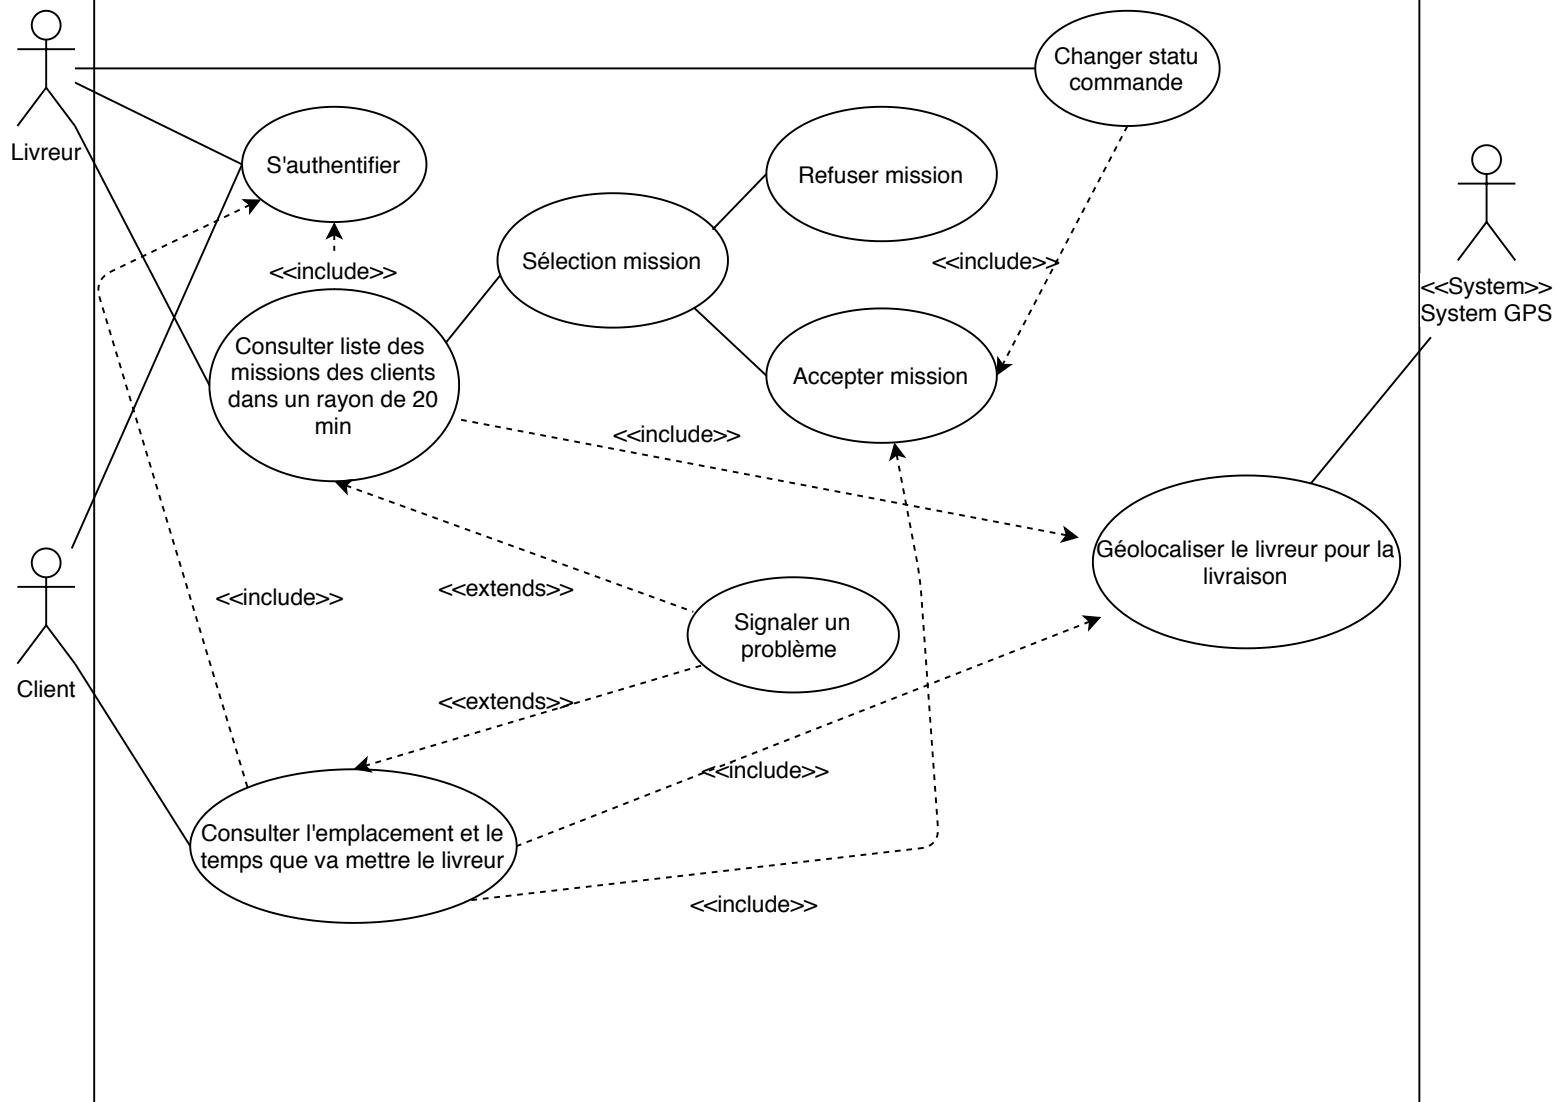 Changer statu
commande
Livreur
S'authentifier
Refuser mission
<<include>>
Sélection mission
<<include>>
<<System>>
System GPS
Consulter liste des
missions des clients
dans un rayon de 20
min
Accepter mission
<<include>>
Géolocaliser le livreur pour la
livraison
<<extends>>
<<include>>
Signaler un
problème
Client
<<extends>>
<<include>>
Consulter l'emplacement et le
temps que va mettre le livreur
<<include>>